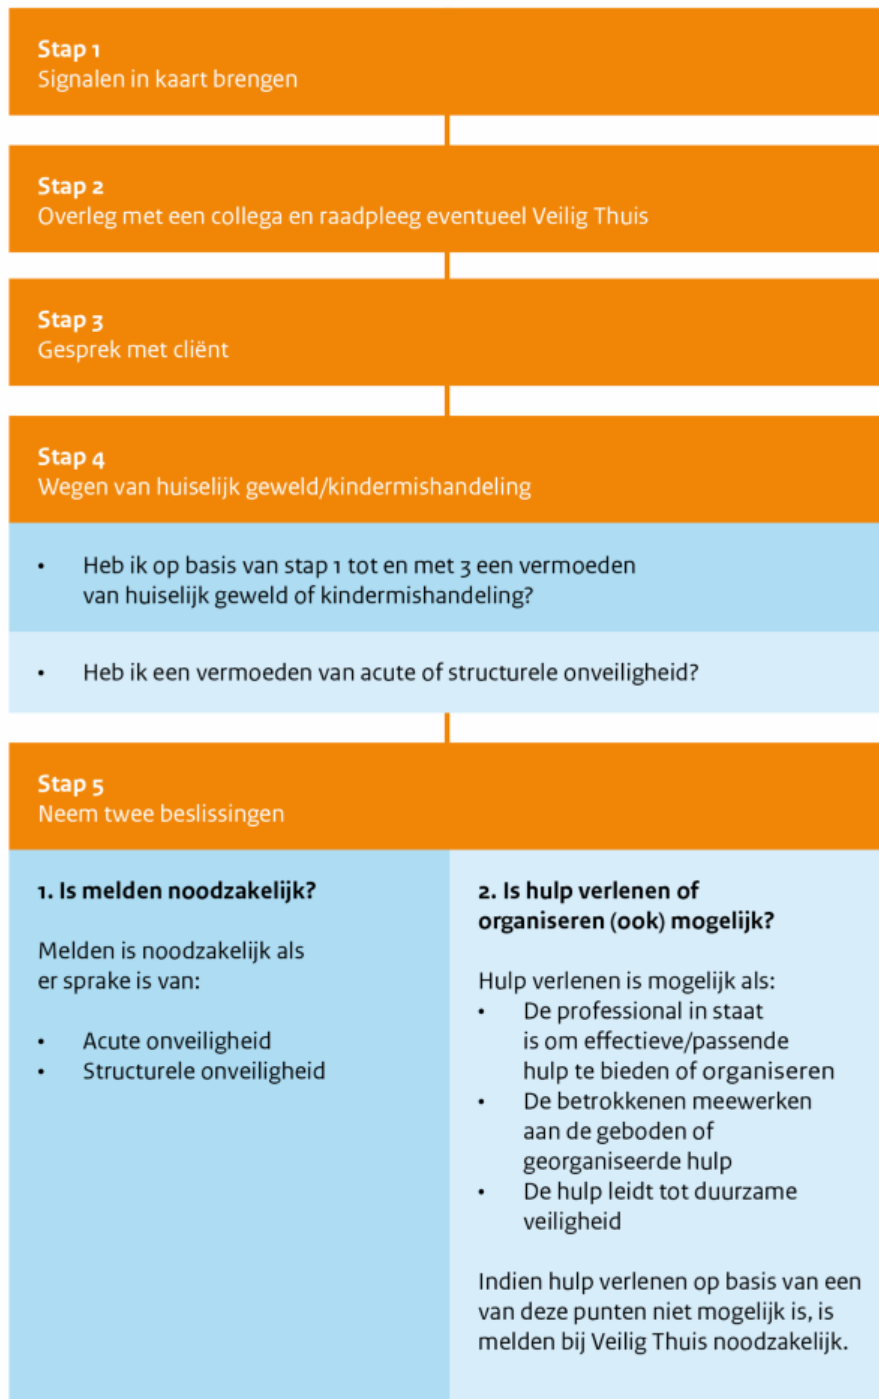 Stap 1
Signalen in kaart brengen
Stap 2
Overleg met een collega en raadpleeg eventueel Veilig Thuis
Stap 3
Gesprek met cliënt
Stap 4
Wegen van huiselijk geweld/kindermishandeling
• Heb ik op basis van stap 1 tot en met 3 een vermoeden
van huiselijk geweld of kindermishandeling?
• Heb ik een vermoeden van acute of structurele onveiligheid?
Stap 5
Neem twee beslissingen
1. Is melden noodzakelijk?
Melden is noodzakelijk als
er sprake is van:
• Acute onveiligheid
• Structurele onveiligheid
2. Is hulp verlenen of
organiseren (ook) mogelijk?
Hulp verlenen is mogelijk als:
• De professional in staat
is om effectieve/passende
hulp te bieden of organiseren
• De betrokkenen meewerken
aan de geboden of
georganiseerde hulp
• De hulp leidt tot duurzame
veiligheid
Indien hulp verlenen op basis van een
van deze punten niet mogelijk is, is
melden bij Veilig Thuis noodzakelijk.